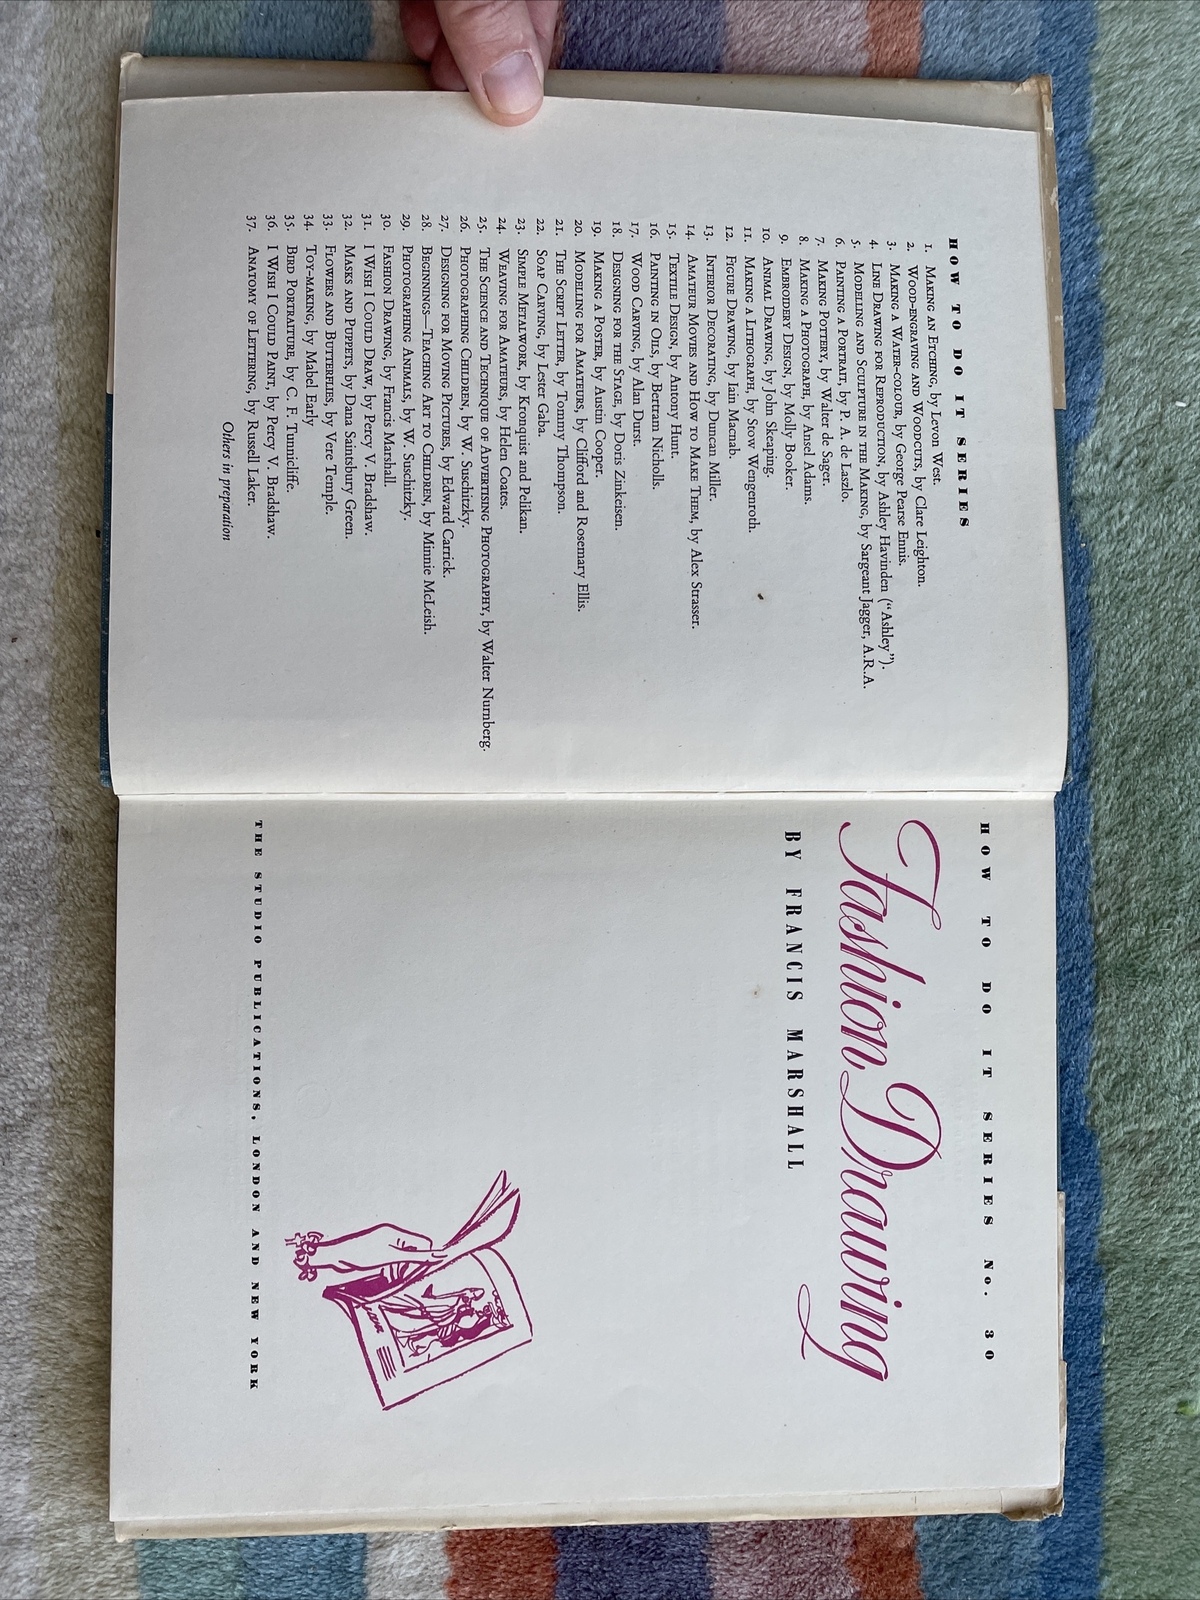 HOW TO DO IT SERIES
1. Making an Etching, by Levon West.
2. Wood-engraving and Woodcuts, by Clare Leighton.
3. Making a Water-colour, by George Pearse Ennis.
4. Line Drawing for Reproduction, by Ashley Havinden (“Ashley”).
5. Modelling and Sculpture in the Making, by Sargeant Jagger, A.R.A.
6. Painting a Portrait, by P. A. de Laszlo.
7. Making Pottery, by Walter de Sager.
8. Making a Photograph, by Ansel Adams.
9. Embroidery Design, by Molly Booker.
10. Animal Drawing, by John Skeaping.
11. Making a Lithograph, by Stow Wengenroth.
12. Figure Drawing, by Iain Macnab.
13. Interior Decorating, by Duncan Miller.
14. Amateur Movies and How to Make Them, by Alex Strasser.
15. Textile Design, by Antony Hunt.
16. Painting in Oils, by Bertram Nicholls.
17. Wood Carving, by Alan Durst.
18. Designing for the Stage, by Doris Zinkeisen.
19. Making a Poster, by Austin Cooper.
20. Modelling for Amateurs, by Clifford and Rosemary Ellis.
21. The Script Letter, by Tommy Thompson.
22. Soap Carving, by Lester Gaba.
23. Simple Metalwork, by Kronquist and Pelikan.
24. Weaving for Amateurs, by Helen Coates.
25. The Science and Technique of Advertising Photography, by Walter Nurnberg.
26. Photographing Children, by W. Suschitzky.
27. Designing for Moving Pictures, by Edward Carrick.
28. Beginnings—Teaching Art to Children, by Minnie McLeish.
29. Photographing Animals, by W. Suschitzky.
30. Fashion Drawing, by Francis Marshall.
31. I Wish I Could Draw, by Percy V. Bradshaw.
32. Masks and Puppets, by Dana Sainsbury Green.
33. Flowers and Butterflies, by Vere Temple.
34. Toy-making, by Mabel Early
35. Bird Portraiture, by C. F. Tunnicliffe.
36. I Wish I Could Paint, by Percy V. Bradshaw.
37. Anatomy of Lettering, by Russell Laker.
Others in preparation
HOW TO DO IT SERIES No. 30
Fashion Drawing
BY FRANCIS MARSHALL
THE STUDIO PUBLICATIONS, LONDON AND NEW YORK